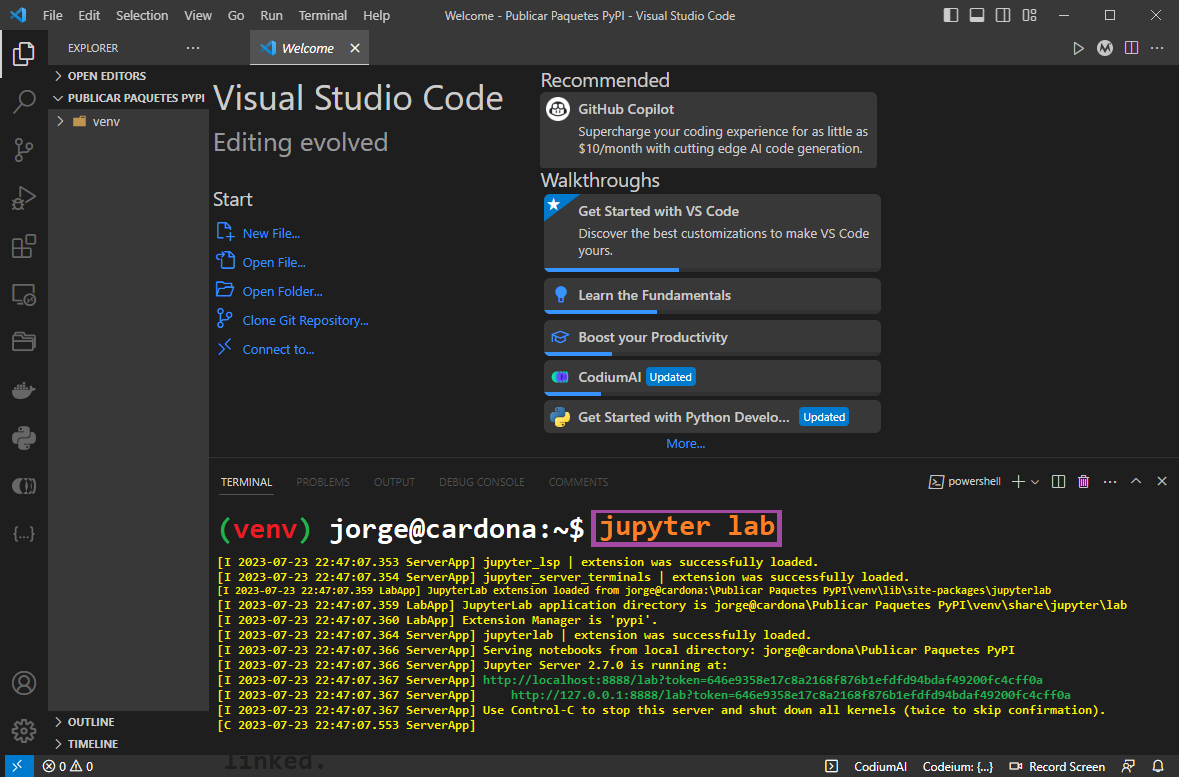 File Edit Selection View Go Run Terminal Help Welcome - Publicar Paquetes PyPI - Visual Studio Code
EXPLORER ··· Welcome
OPEN EDITORS
PUBLICAR PAQUETES PYPI
venv
Visual Studio Code
Editing evolved
Start
New File...
Open File...
Open Folder...
Clone Git Repository...
Connect to...
Recommended
GitHub Copilot
Supercharge your coding experience for as little as
$10/month with cutting edge AI code generation.
Walkthroughs
Get Started with VS Code
Discover the best customizations to make VS Code
yours.
Learn the Fundamentals
Boost your Productivity
CodiumAI Updated
Get Started with Python Develo... Updated
More...
TERMINAL PROBLEMS OUTPUT DEBUG CONSOLE COMMENTS powershell
(venv) jorge@cardona:~$ jupyter lab
[I 2023-07-23 22:47:07.353 ServerApp] jupyter_lsp | extension was successfully loaded.
[I 2023-07-23 22:47:07.354 ServerApp] jupyter_server_terminals | extension was successfully loaded.
[I 2023-07-23 22:47:07.359 LabApp] JupyterLab extension loaded from jorge@cardona:\Publicar Paquetes PyPI\venv\lib\site-packages\jupyterlab
[I 2023-07-23 22:47:07.359 LabApp] JupyterLab application directory is jorge@cardona\Publicar Paquetes PyPI\venv\share\jupyter\lab
[I 2023-07-23 22:47:07.360 LabApp] Extension Manager is 'pypi'.
[I 2023-07-23 22:47:07.364 ServerApp] jupyterlab | extension was successfully loaded.
[I 2023-07-23 22:47:07.366 ServerApp] Serving notebooks from local directory: jorge@cardona\Publicar Paquetes PyPI
[I 2023-07-23 22:47:07.366 ServerApp] Jupyter Server 2.7.0 is running at:
[I 2023-07-23 22:47:07.367 ServerApp] http://localhost:8888/lab?token=646e9358e17c8a2168f876b1efdfd94bdaf49200fc4cff0a
[I 2023-07-23 22:47:07.367 ServerApp] http://127.0.0.1:8888/lab?token=646e9358e17c8a2168f876b1efdfd94bdaf49200fc4cff0a
[I 2023-07-23 22:47:07.367 ServerApp] Use Control-C to stop this server and shut down all kernels (twice to skip confirmation).
[C 2023-07-23 22:47:07.553 ServerApp]
OUTLINE
TIMELINE
linked.
0 0 CodiumAI Codeium: {...} Record Screen